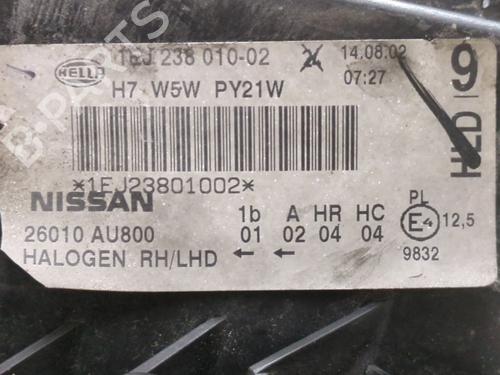 HELLA
1EJ 238 010-02
14.08.02
07:27
H7 W5W PY21W
*1EJ23801002*
NISSAN
26010 AU800
HALOGEN RH/LHD
1b A HR HC
01 02 04 04
← ←
PL
E4 12,5
9832
9
B-PARTS